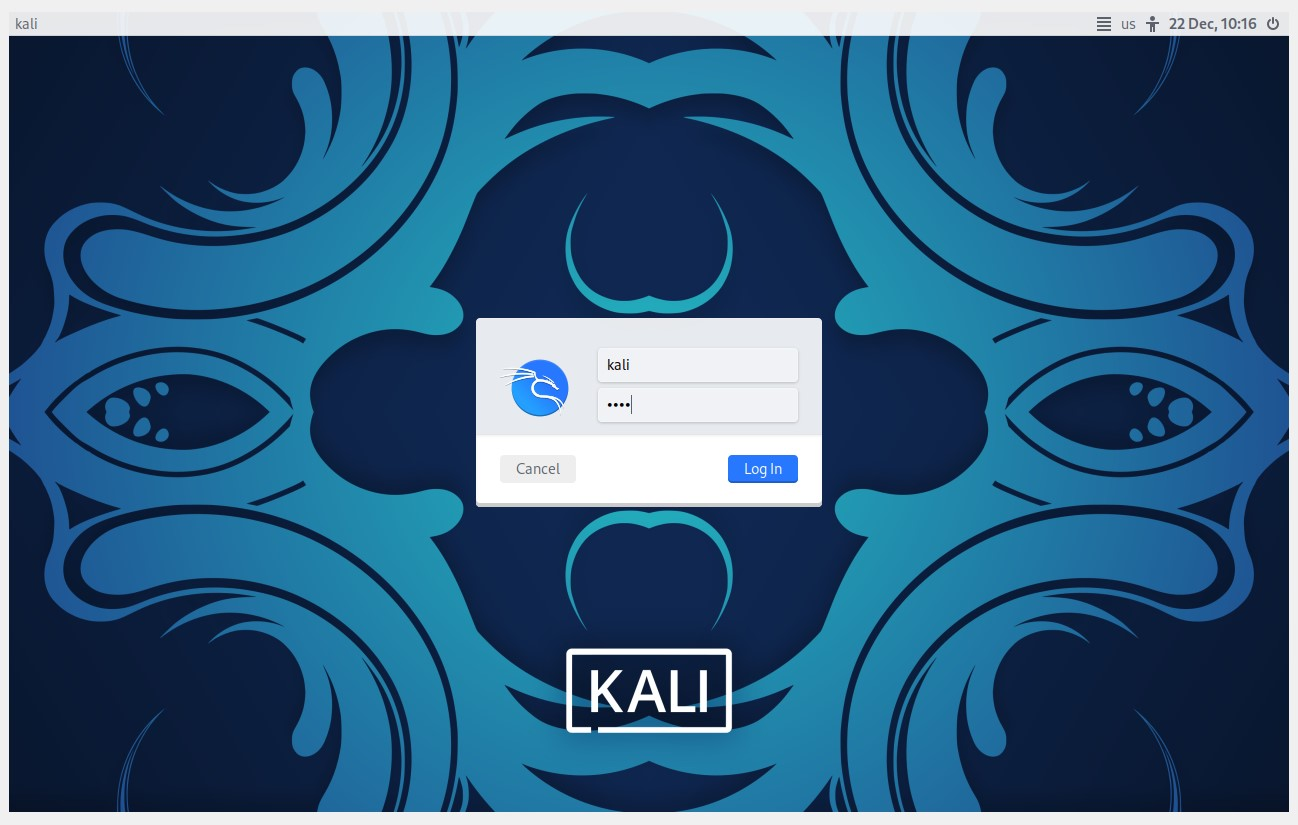 kali
us 22 Dec, 10:16
kali
••••
Cancel
Log In
KALI